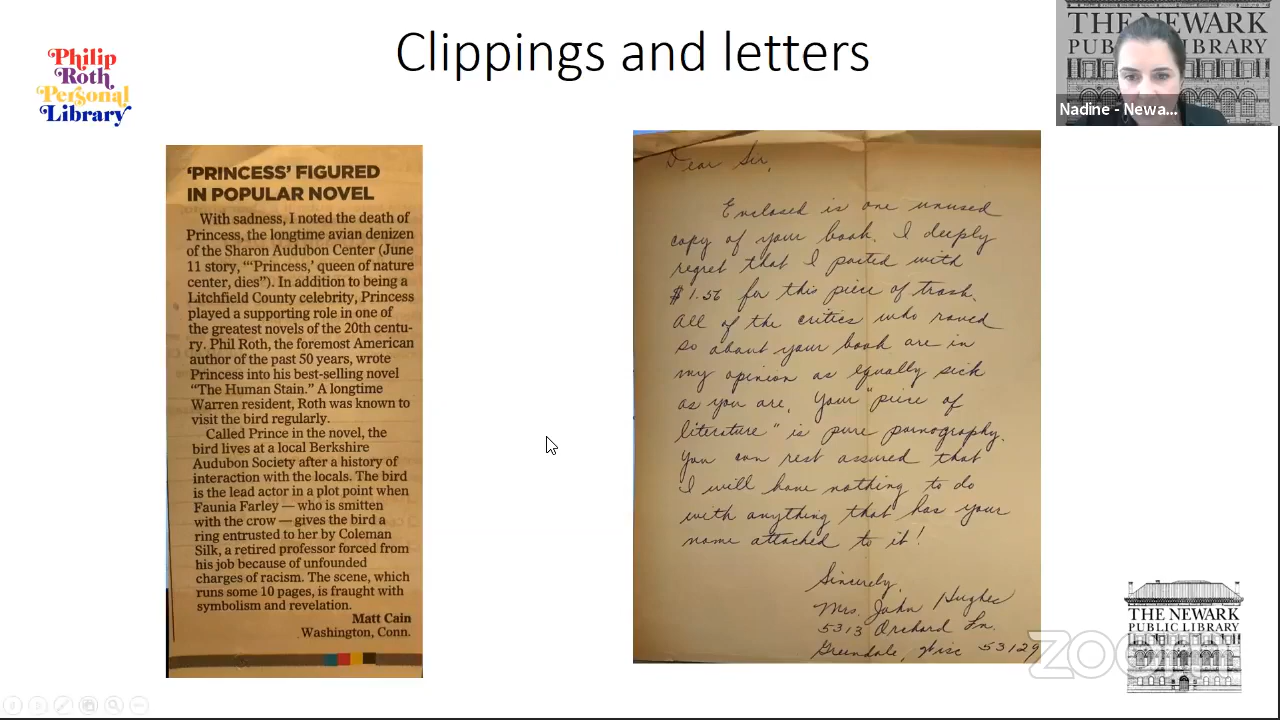 Clippings and letters
Philip
Roth
Personal
Library
THE NEWARK
PUBLIC LIBRARY
Nadine - Newa...
'PRINCESS' FIGURED
IN POPULAR NOVEL
With sadness, I noted the death of
Princess, the longtime avian denizen
of the Sharon Audubon Center (June
11 story, "'Princess,' queen of nature
center, dies"). In addition to being a
Litchfield County celebrity, Princess
played a supporting role in one of
the greatest novels of the 20th centu-
ry. Phil Roth, the foremost American
author of the past 50 years, wrote
Princess into his best-selling novel
"The Human Stain." A longtime
Warren resident, Roth was known to
visit the bird regularly.
Called Prince in the novel, the
bird lives at a local Berkshire
Audubon Society after a history of
interaction with the locals. The bird
is the lead actor in a plot point when
Faunia Farley — who is smitten
with the crow — gives the bird a
ring entrusted to her by Coleman
Silk, a retired professor forced from
his job because of unfounded
charges of racism. The scene, which
runs some 10 pages, is fraught with
symbolism and revelation.
Matt Cain
Washington, Conn.
Dear Sir,
Enclosed is one unused
copy of your book. I deeply
regret that I parted with
$1.56 for this piece of trash.
All of the critics who raved
so about your book are in
my opinion as equally sick
as you are. Your "piece of
literature" is pure pornography.
You can rest assured that
I will have nothing to do
with anything that has your
name attached to it!
Sincerely,
Mrs. John Hughes
5313 Orchard Ln.
Greendale, Wisc 53129
zoom
THE NEWARK
PUBLIC LIBRARY